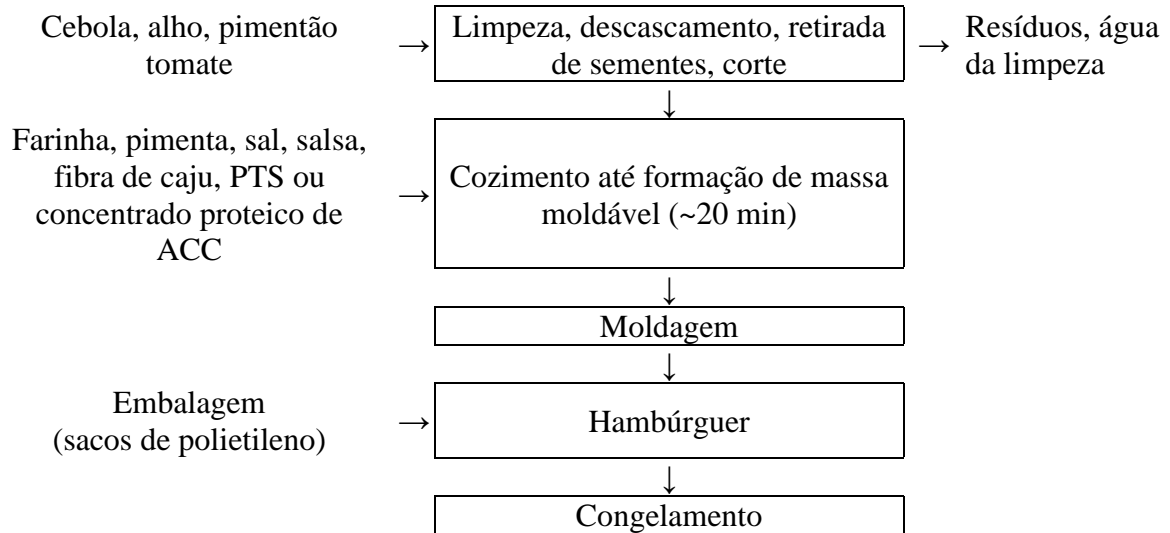 Cebola, alho, pimentão
tomate
→
Limpeza, descascamento, retirada
de sementes, corte
→
Resíduos, água
da limpeza
↓
Farinha, pimenta, sal, salsa,
fibra de caju, PTS ou
concentrado proteico de
ACC
→
Cozimento até formação de massa
moldável (~20 min)
↓
Moldagem
↓
Embalagem
(sacos de polietileno)
→
Hambúrguer
↓
Congelamento